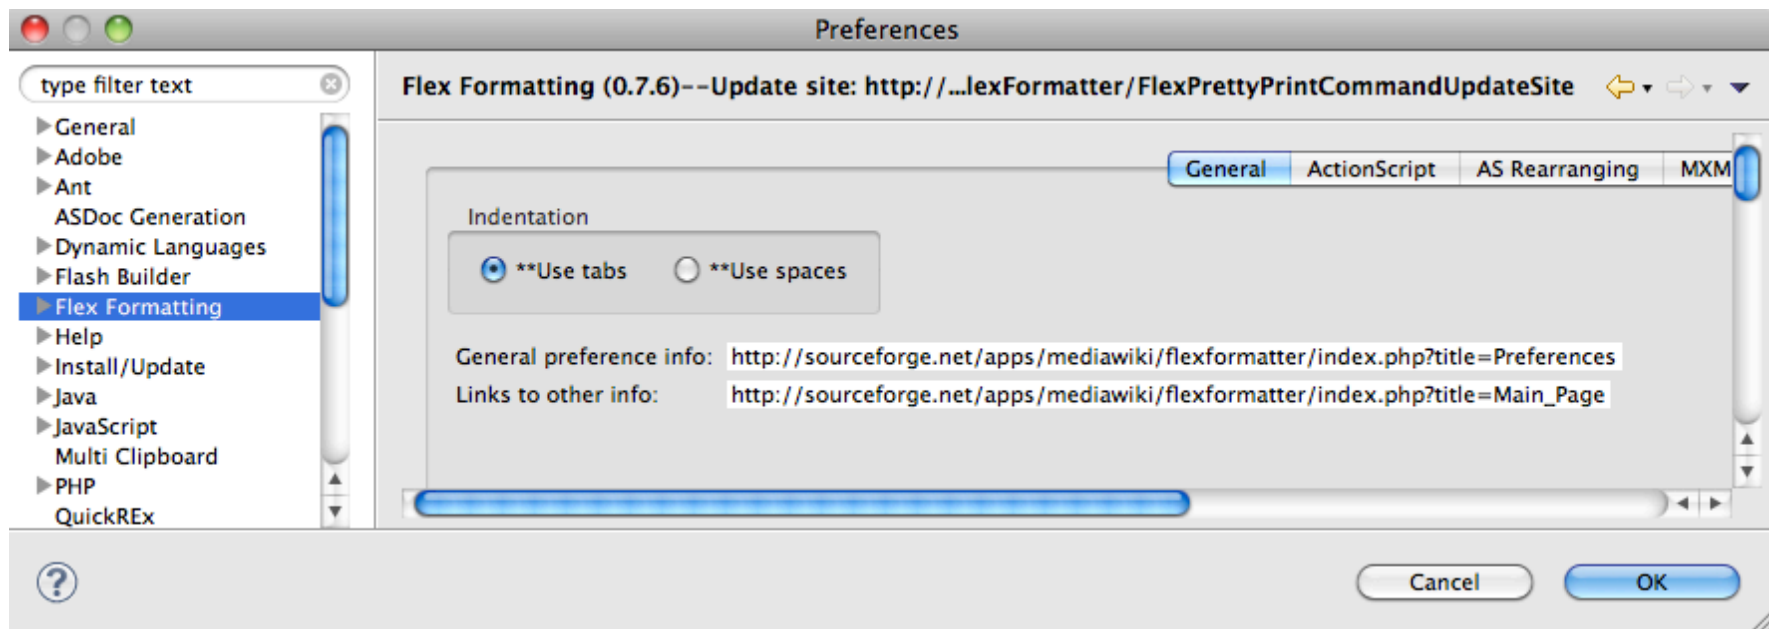 Preferences
type filter text
General
Adobe
Ant
ASDoc Generation
Dynamic Languages
Flash Builder
Flex Formatting
Help
Install/Update
Java
JavaScript
Multi Clipboard
PHP
QuickREx
Flex Formatting (0.7.6)--Update site: http://...lexFormatter/FlexPrettyPrintCommandUpdateSite
General ActionScript AS Rearranging MXM
Indentation
**Use tabs **Use spaces
General preference info: http://sourceforge.net/apps/mediawiki/flexformatter/index.php?title=Preferences
Links to other info: http://sourceforge.net/apps/mediawiki/flexformatter/index.php?title=Main_Page
?
Cancel OK